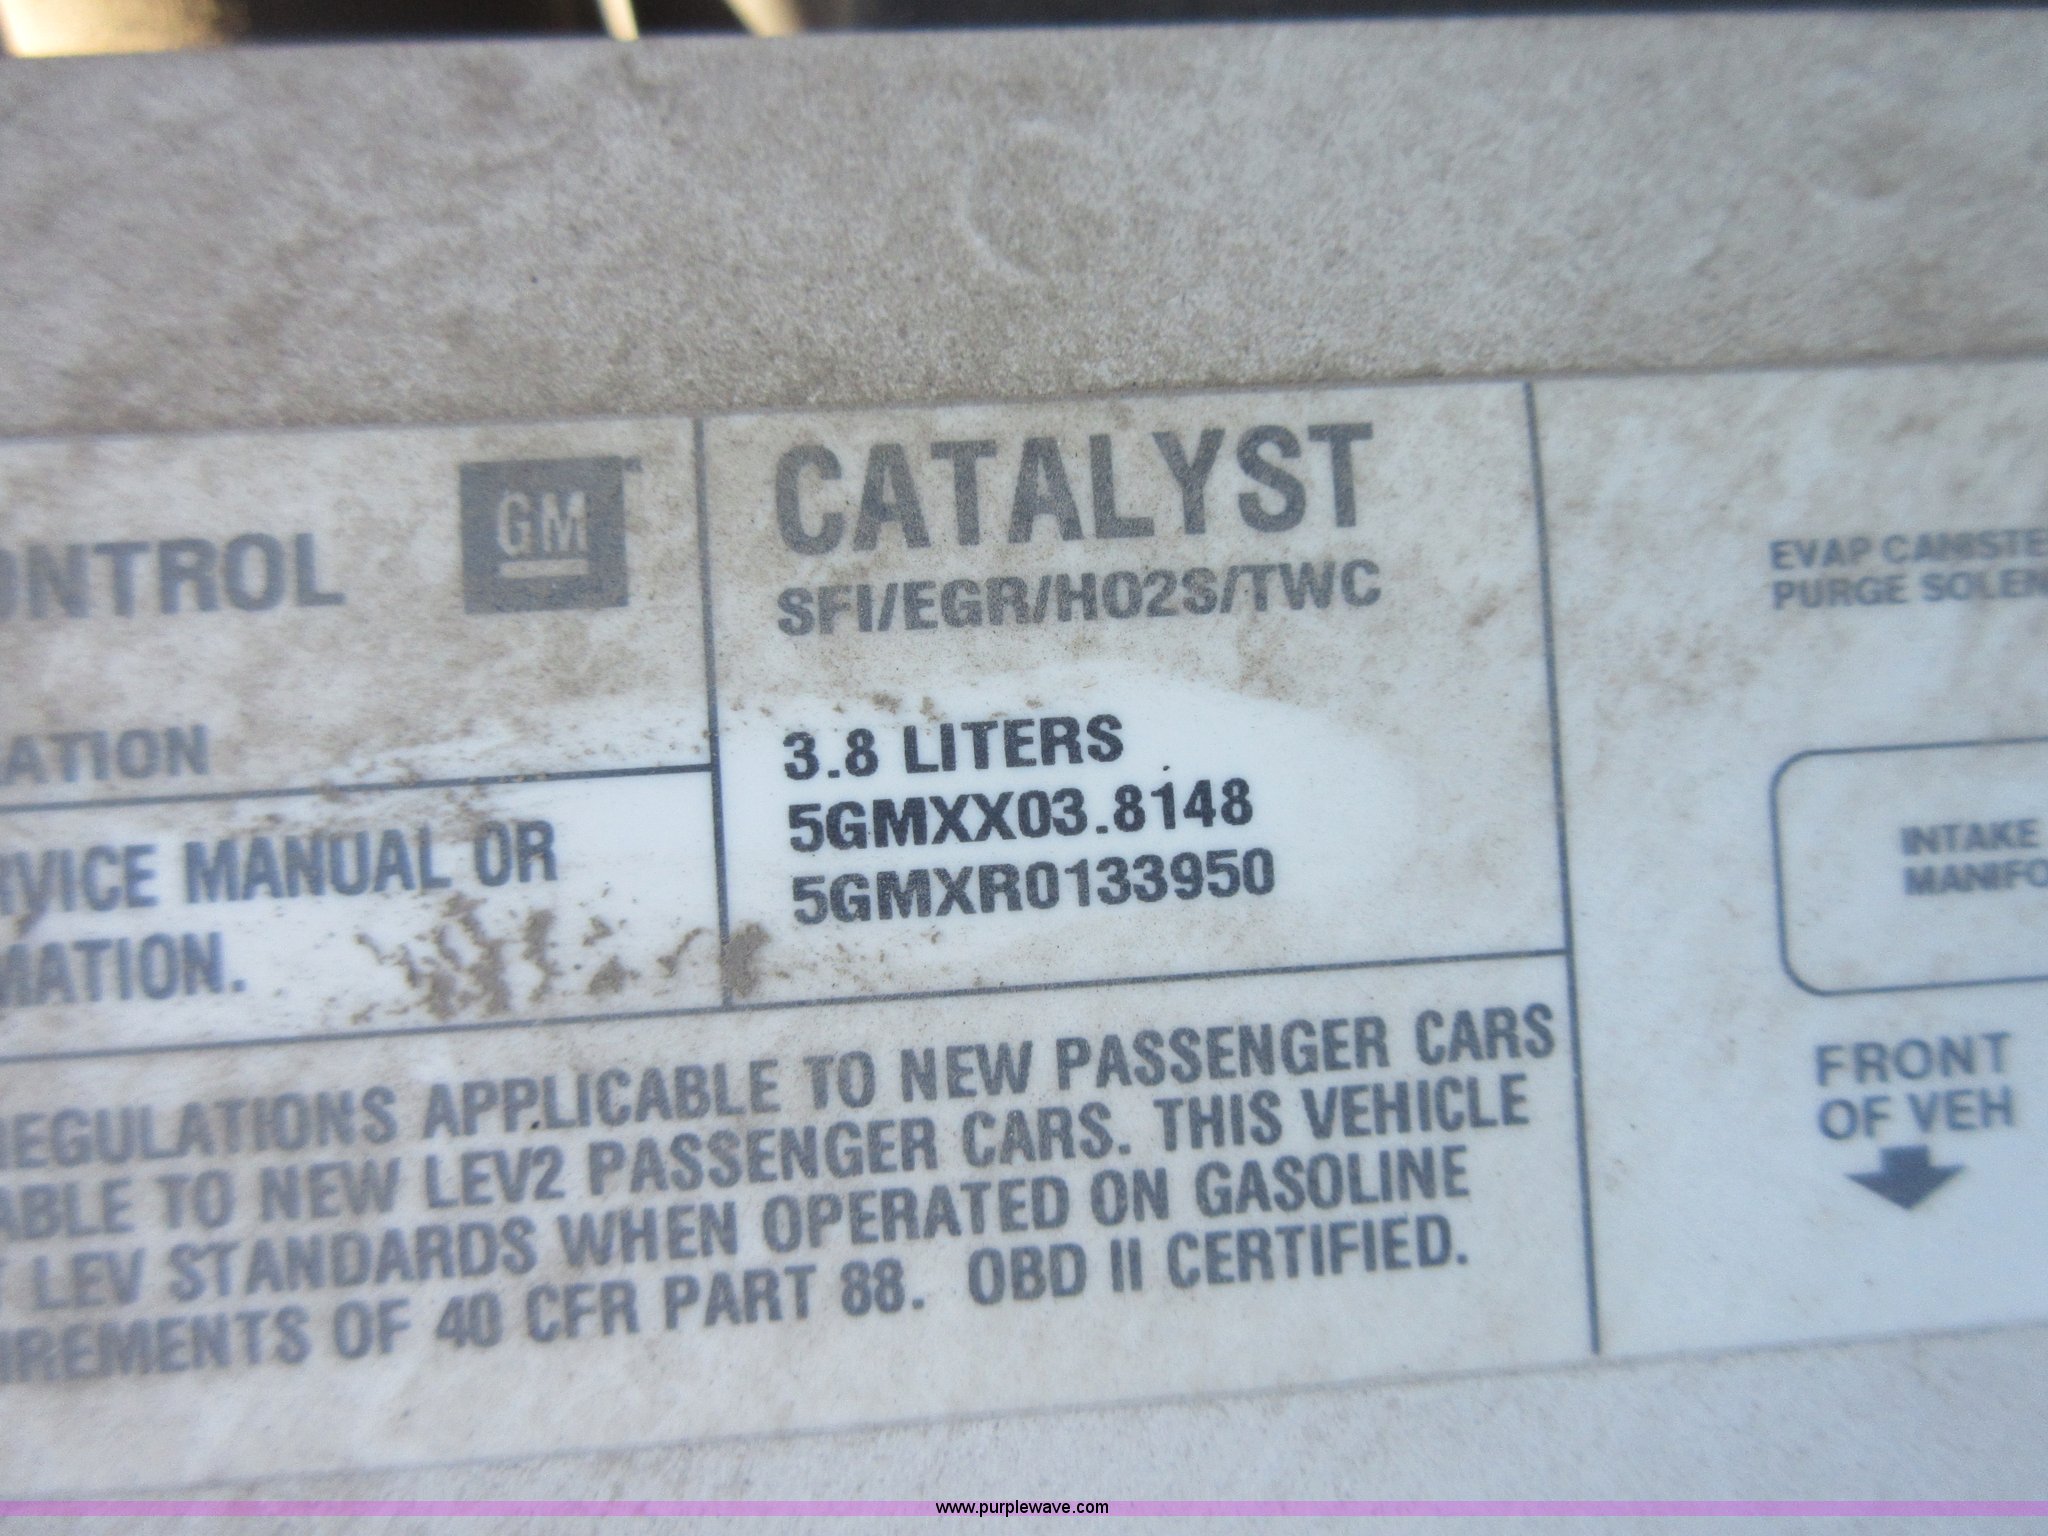 ONTROL
GM
CATALYST
SFI/EGR/HO2S/TWC
EVAP CANISTE
PURGE SOLEN
ATION
3.8 LITERS
5GMXX03.8148
5GMXR0133950
RVICE MANUAL OR
MATION.
INTAKE
MANIFO
FRONT
OF VEH
REGULATIONS APPLICABLE TO NEW PASSENGER CARS
ABLE TO NEW LEV2 PASSENGER CARS. THIS VEHICLE
LEV STANDARDS WHEN OPERATED ON GASOLINE
IREMENTS OF 40 CFR PART 88. OBD II CERTIFIED.
www.purplewave.com